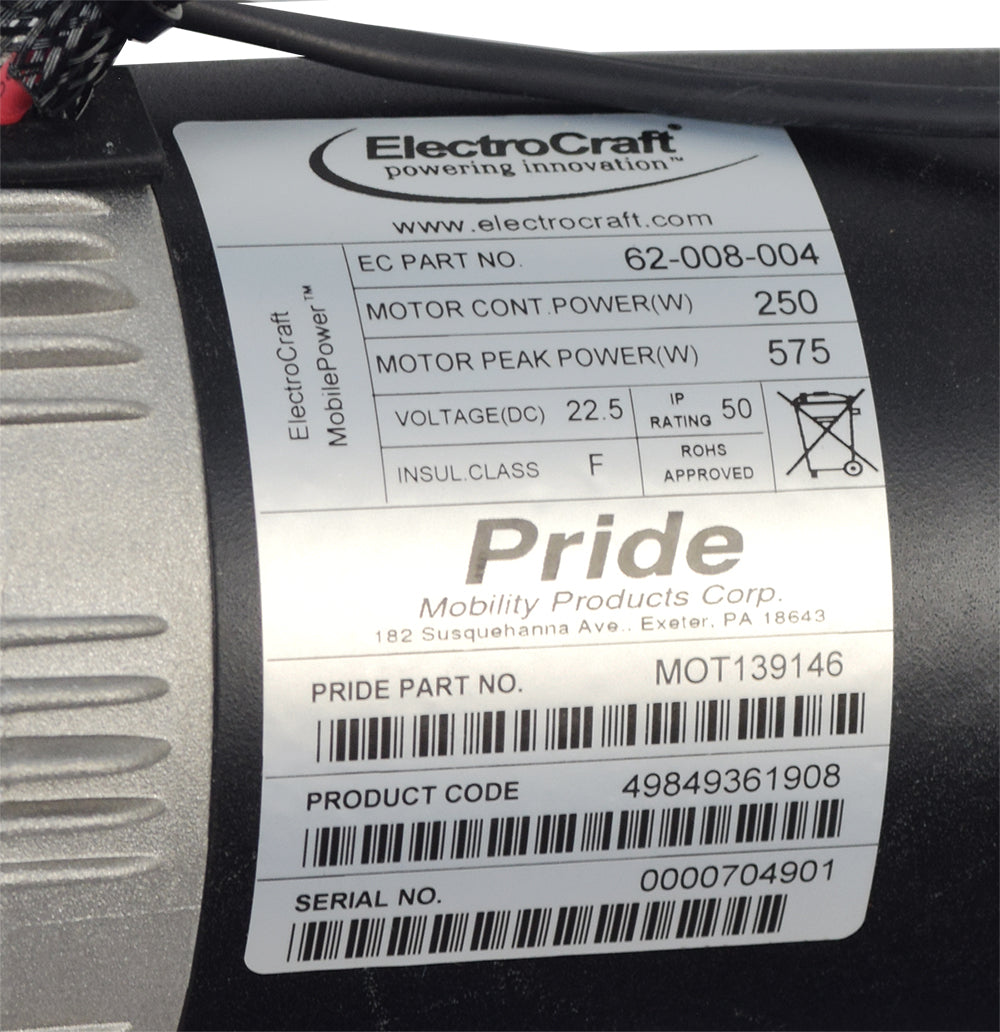 ElectroCraft®
powering innovation™
www.electrocraft.com
ElectroCraft
MobilePower™
EC PART NO. 62-008-004
MOTOR CONT.POWER(W) 250
MOTOR PEAK POWER(W) 575
VOLTAGE(DC) 22.5 IP RATING 50
INSUL.CLASS F ROHS APPROVED
Pride
Mobility Products Corp.
182 Susquehanna Ave.. Exeter, PA 18643
PRIDE PART NO. MOT139146
PRODUCT CODE 49849361908
SERIAL NO. 0000704901